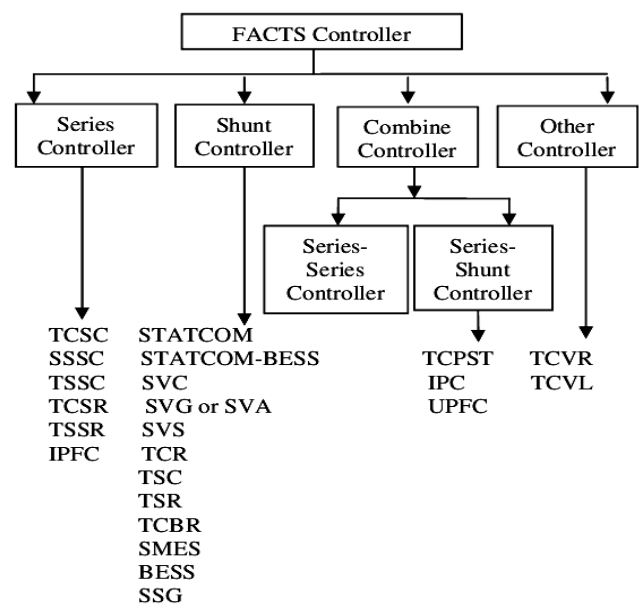 FACTS Controller
Series
Controller
Shunt
Controller
Combine
Controller
Other
Controller
Series-
Series
Controller
Series-
Shunt
Controller
TCSC
SSSC
TSSC
TCSR
TSSR
IPFC
STATCOM
STATCOM-BESS
SVC
SVG or SVA
SVS
TCR
TSC
TSR
TCBR
SMES
BESS
SSG
TCPST
IPC
UPFC
TCVR
TCVL